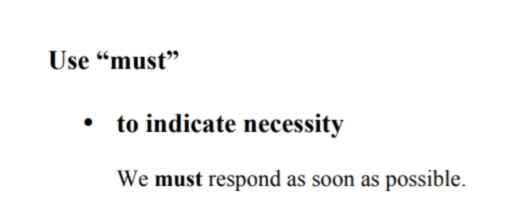 Use “must”
• to indicate necessity
We must respond as soon as possible.